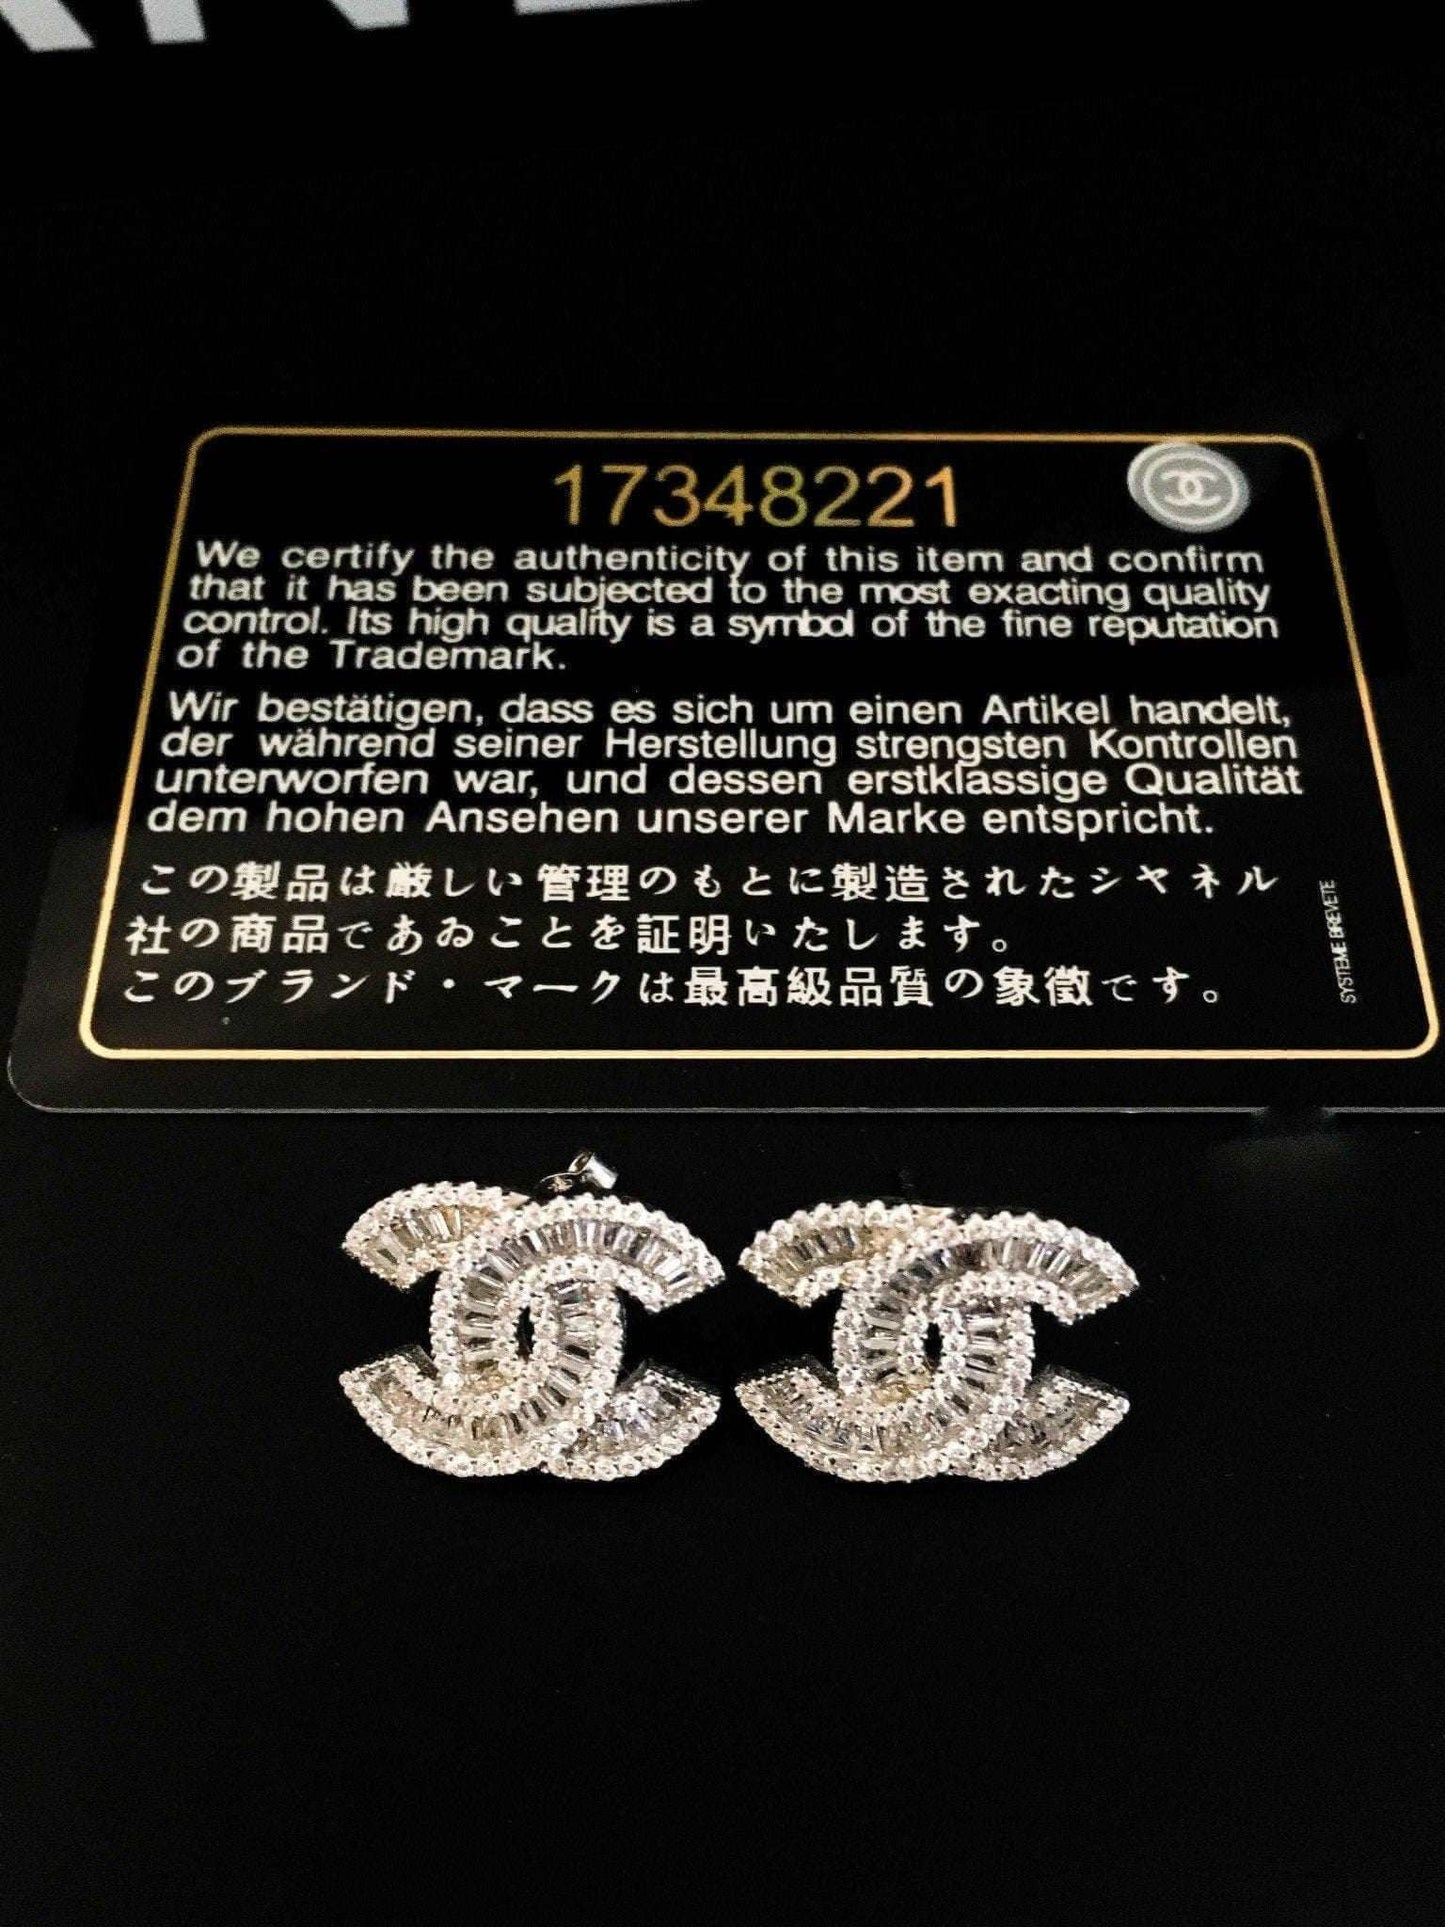 17348221
We certify the authenticity of this item and confirm
that it has been subjected to the most exacting quality
control. Its high quality is a symbol of the fine reputation
of the Trademark.
Wir bestätigen, dass es sich um einen Artikel handelt,
der während seiner Herstellung strengsten Kontrollen
unterworfen war, und dessen erstklassige Qualität
dem hohen Ansehen unserer Marke entspricht.
この製品は厳しい管理のもとに製造されたシヤネル
社の商品であゐことを証明いたします。
このブランド・マークは最高級品質の象徴です。
SYSTEME BREVETE